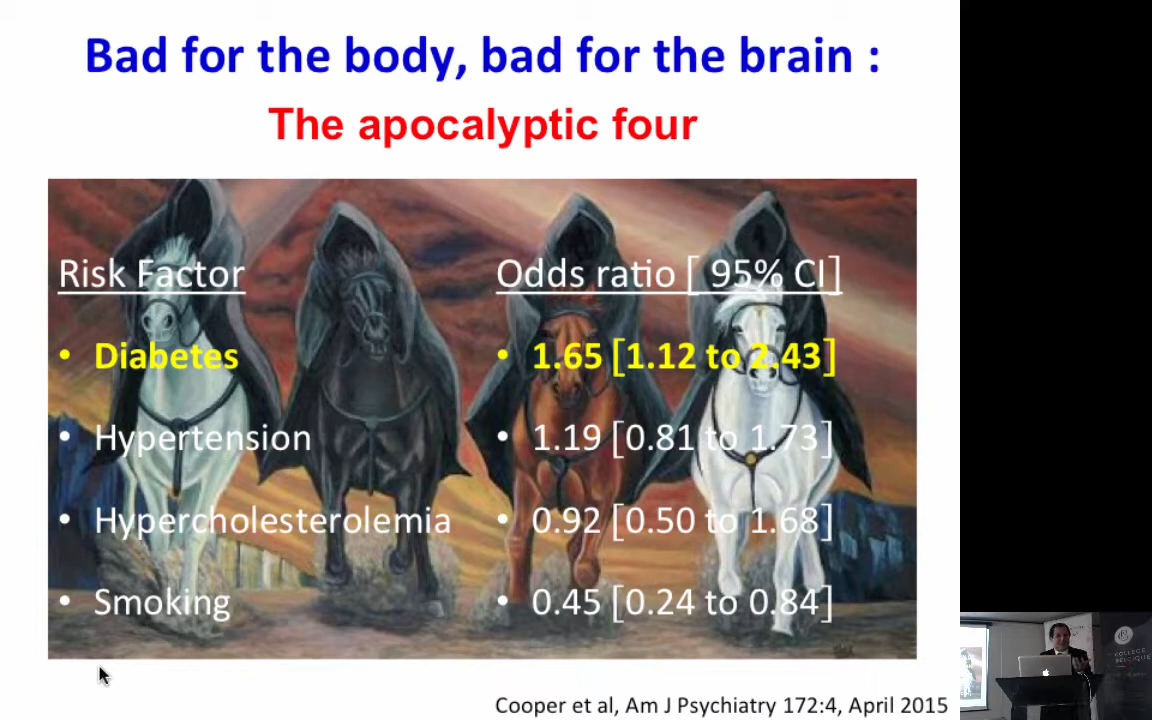 Bad for the body, bad for the brain :
The apocalyptic four
Risk Factor
Odds ratio [ 95% CI]
• Diabetes
• 1.65 [1.12 to 2.43]
• Hypertension
• 1.19 [0.81 to 1.73]
• Hypercholesterolemia
• 0.92 [0.50 to 1.68]
• Smoking
• 0.45 [0.24 to 0.84]
Cooper et al, Am J Psychiatry 172:4, April 2015
COLLEGE
BELGIQUE